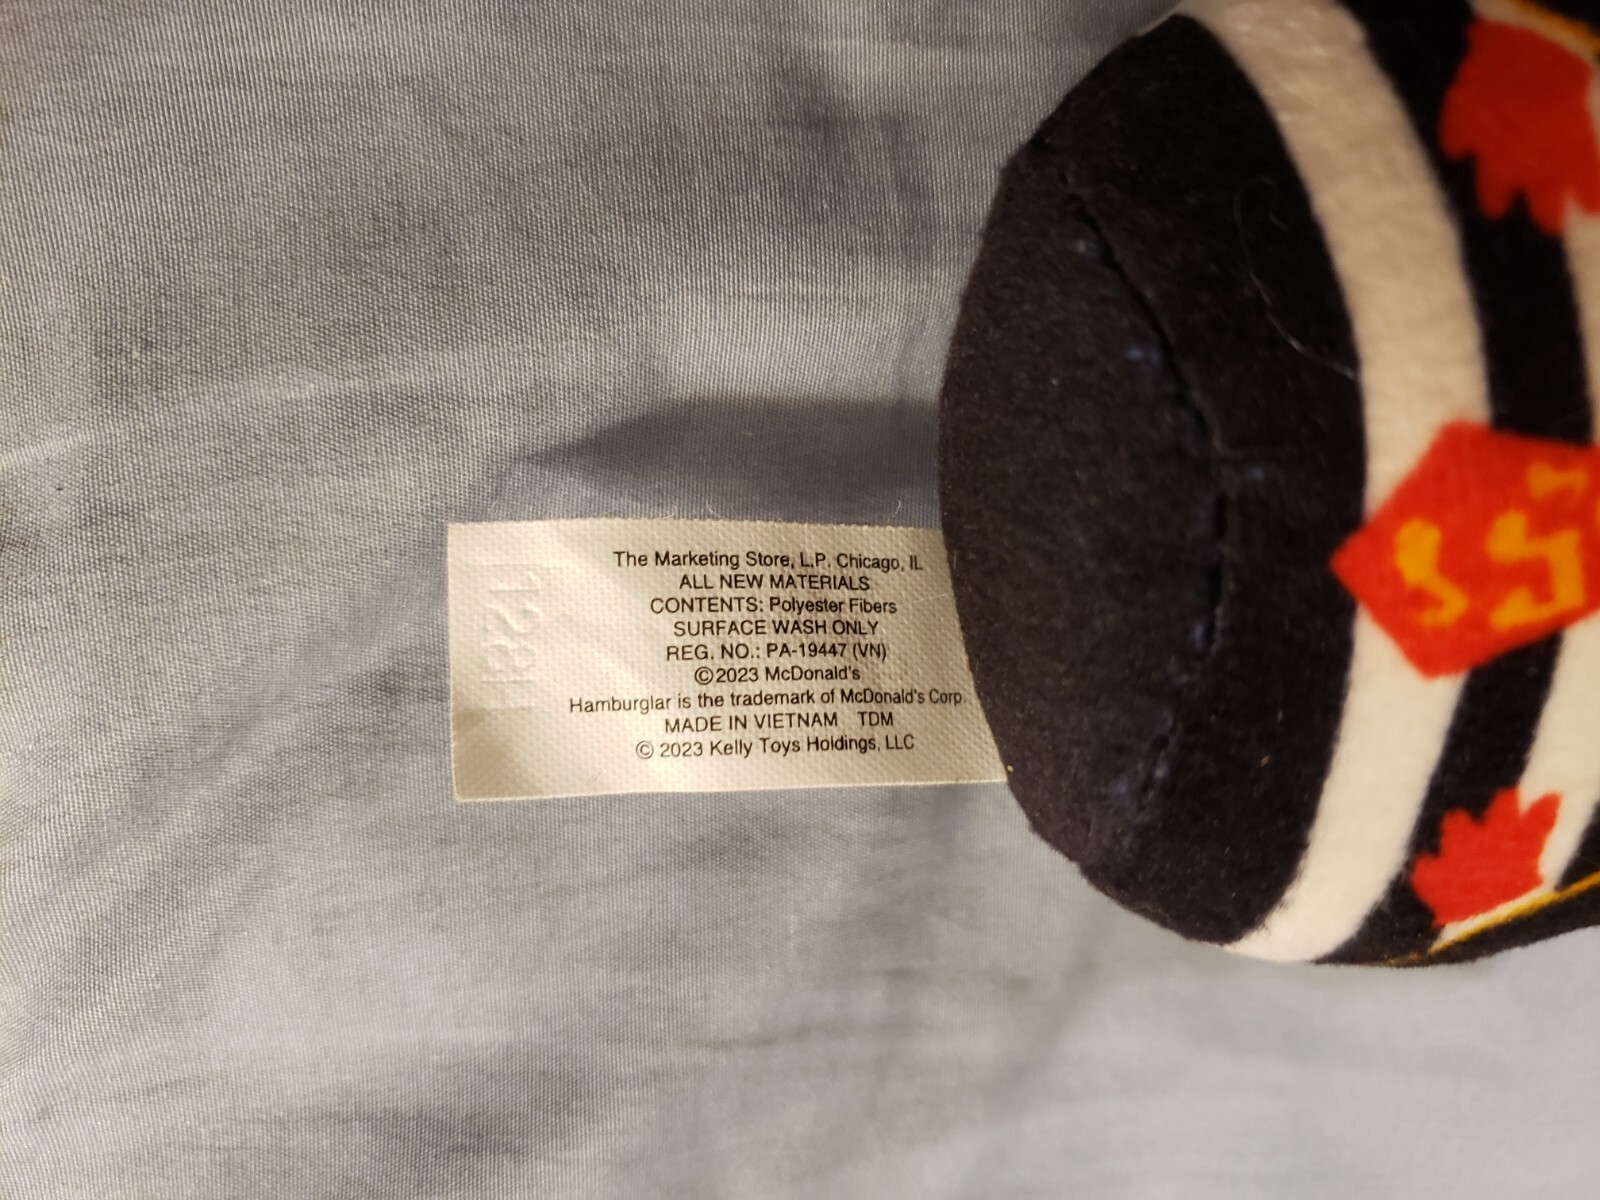 The Marketing Store, L.P. Chicago, IL
ALL NEW MATERIALS
CONTENTS: Polyester Fibers
SURFACE WASH ONLY
REG. NO.: PA-19447 (VN)
©2023 McDonald's
Hamburglar is the trademark of McDonald's Corp.
MADE IN VIETNAM TDM
© 2023 Kelly Toys Holdings, LLC